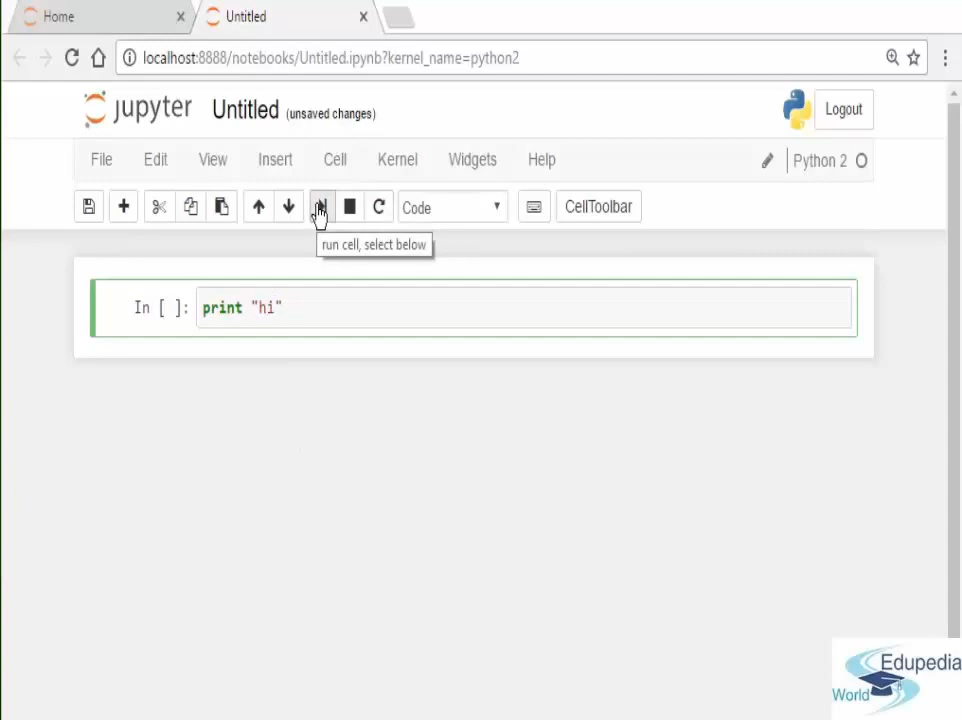 Home
Untitled
localhost:8888/notebooks/Untitled.ipynb?kernel_name=python2
jupyter Untitled (unsaved changes)
Logout
File Edit View Insert Cell Kernel Widgets Help
Python 2
Code
CellToolbar
run cell, select below
In [ ]: print "hi"
Edupedia
World